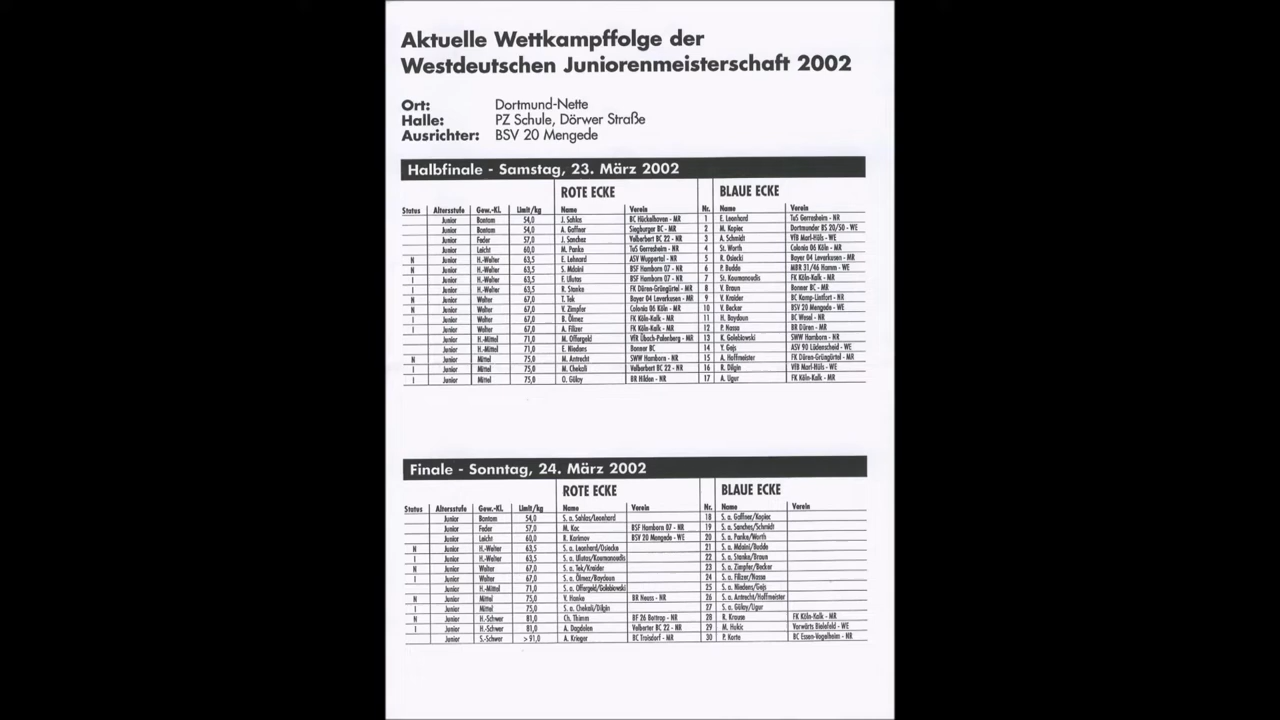 Aktuelle Wettkampffolge der
Westdeutschen Juniorenmeisterschaft 2002
Ort: Dortmund-Nette
Halle: PZ Schule, Dörwer Straße
Ausrichter: BSV 20 Mengede
Halbfinale - Samstag, 23. März 2002
ROTE ECKE BLAUE ECKE
Status Altersstufe Gew.-Kl. Limit/kg Name Verein Nr. Name Verein
Junior Bantam 54,0 J. Sahlas BC Hückelhoven - MR 1 E. Leonhard TuS Gerresheim - NR
Junior Bantam 54,0 A. Gaffner Siegburger BC - MR 2 M. Kopiec Dortmunder BS 20/50 - WE
Junior Feder 57,0 J. Sanchez Velberter BC 22 - NR 3 A. Schmidt VfB Marl-Hüls - WE
Junior Leicht 60,0 M. Panke TuS Gerresheim - NR 4 St. Worth Colonia 06 Köln - MR
N Junior H.-Welter 63,5 E. Lehnard ASV Wuppertal - NR 5 R. Osiecki Bayer 04 Leverkusen - MR
N Junior H.-Welter 63,5 S. Mdaini BSF Hamborn 07 - NR 6 P. Budde MBR 31/46 Hamm - WE
I Junior H.-Welter 63,5 F. Ulutas BSF Hamborn 07 - NR 7 St. Koumanoudis FK Köln-Kalk - MR
I Junior H.-Welter 63,5 R. Stanke FK Düren-Grüngürtel - MR 8 V. Braun Bonner BC - MR
N Junior Welter 67,0 T. Tek Bayer 04 Leverkusen - MR 9 V. Kneider BC Kamp-Lintfort - NR
N Junior Welter 67,0 V. Zimpfer Colonia 06 Köln - MR 10 V. Becker BSV 20 Mengede - WE
I Junior Welter 67,0 B. Ölmez FK Köln-Kalk - MR 11 H. Baydoun BC Wesel - NR
I Junior Welter 67,0 A. Filizer FK Köln-Kalk - MR 12 P. Nassa BR Düren - MR
Junior H.-Mittel 71,0 M. Offergeld VfR Übach-Palenberg - MR 13 K. Golebiowski SWW Hamborn - NR
Junior H.-Mittel 71,0 E. Niedens Bonner BC 14 Y. Gejs ASV 90 Lüdenscheid - WE
N Junior Mittel 75,0 M. Antrecht SWW Hamborn - NR 15 A. Hoffmeister FK Düren-Grüngürtel - MR
I Junior Mittel 75,0 M. Chekali Velberter BC 22 - NR 16 R. Dilgin VfB Marl-Hüls - WE
I Junior Mittel 75,0 O. Gülay BR Hilden - NR 17 A. Ugur FK Köln-Kalk - MR
Finale - Sonntag, 24. März 2002
ROTE ECKE BLAUE ECKE
Status Altersstufe Gew.-Kl. Limit/kg Name Verein Nr. Name Verein
Junior Bantam 54,0 S. a. Sahlas/Leonhard 18 S. a. Gaffner/Kopiec
Junior Feder 57,0 M. Koc BSF Hamborn 07 - NR 19 S. a. Sanchez/Schmidt
Junior Leicht 60,0 R. Karimov BSV 20 Mengede - WE 20 S. a. Panke/Worth
N Junior H.-Welter 63,5 S. a. Leonhard/Osiecke 21 S. a. Mdaini/Budde
I Junior H.-Welter 63,5 S. a. Ulutas/Koumanoudis 22 S. a. Stanke/Braun
N Junior Welter 67,0 S. a. Tek/Kneider 23 S. a. Zimpfer/Becker
I Junior Welter 67,0 S. a. Ölmez/Baydoun 24 S. a. Filizer/Nassa
Junior H.-Mittel 71,0 S. a. Offergeld/Golebiowski 25 S. a. Niedens/Gejs
N Junior Mittel 75,0 Y. Hanke BR Neuss - NR 26 S. a. Antrecht/Hoffmeister
I Junior Mittel 75,0 S. a. Chekali/Dilgin 27 S. a. Gülay/Ugur
N Junior H.-Schwer 81,0 Ch. Thimm BF 26 Bottrop - NR 28 R. Krause FK Köln-Kalk - MR
I Junior H.-Schwer 81,0 A. Dagdelen Velberter BC 22 - NR 29 M. Hokic Vorwärts Bielefeld - WE
Junior S.-Schwer > 91,0 A. Krieger BC Troisdorf - MR 30 P. Korte BC Essen-Vogelheim - NR